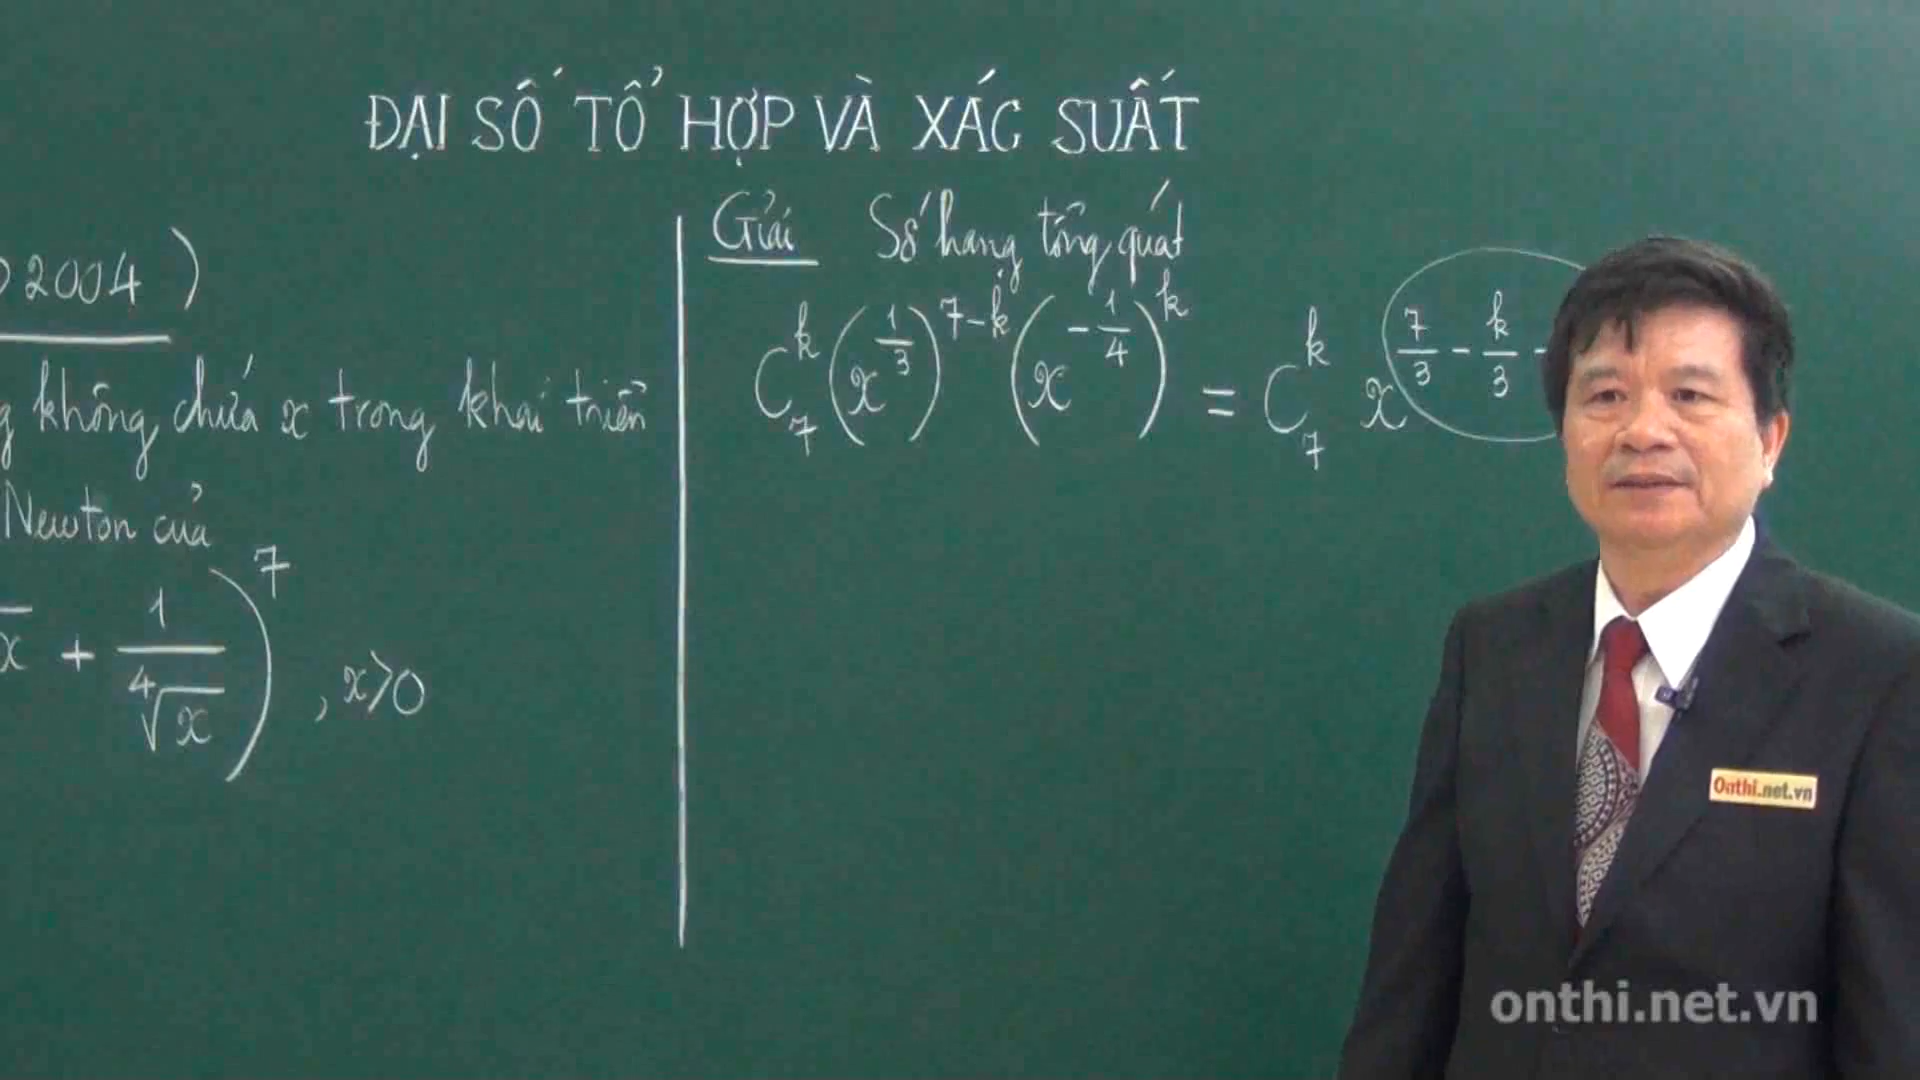 ĐẠI SỐ TỔ HỢP VÀ XÁC SUẤT
D 2004 )
g không chứa x trong khai triển
Newton của
x + 1/⁴√x )⁷ , x>0
Giải Số hạng tổng quát
C₇ᵏ (x^(1/3))^(7-k) (x^(-1/4))^k = C₇ᵏ x^(7/3 - k/3 -
Onthi.net.vn
onthi.net.vn